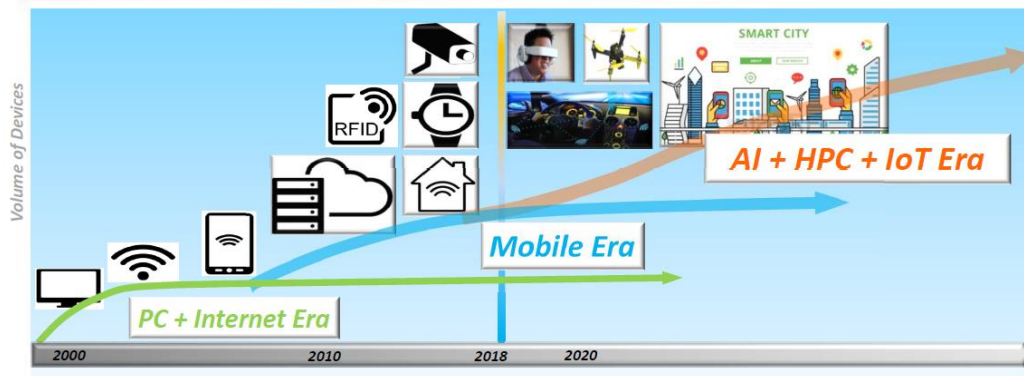 Volume of Devices
SMART CITY
RFID
AI + HPC + IoT Era
Mobile Era
PC + Internet Era
2000
2010
2018
2020